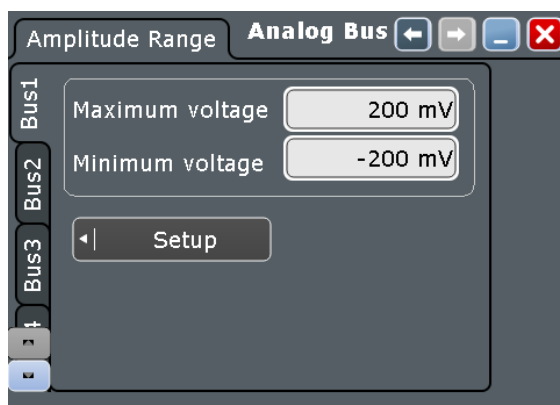 Amplitude Range
Analog Bus
Bus1
Maximum voltage 200 mV
Minimum voltage -200 mV
Bus2
Setup
Bus3